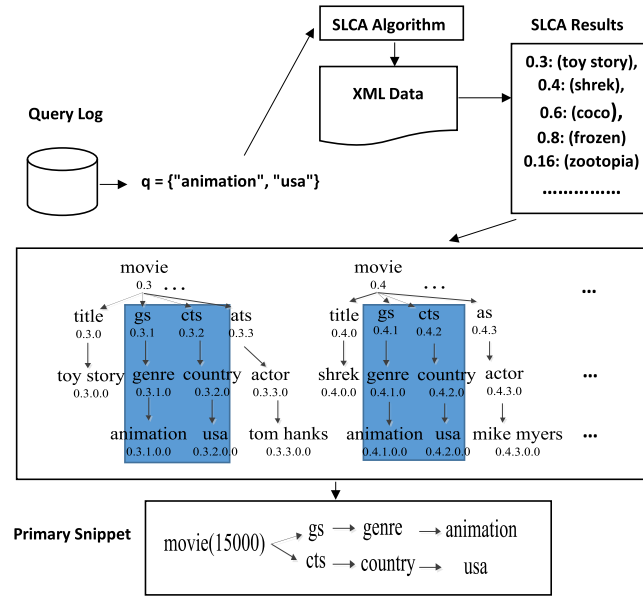 SLCA Algorithm
SLCA Results
XML Data
0.3: (toy story),
0.4: (shrek),
0.6: (coco),
0.8: (frozen)
0.16: (zootopia)
................
Query Log
q = {"animation", "usa"}
movie movie
0.3 ... 0.4 ... ...
title gs cts ats title gs cts as
0.3.0 0.3.1 0.3.2 0.3.3 0.4.0 0.4.1 0.4.2 0.4.3
toy story genre country actor shrek genre country actor ...
0.3.0.0 0.3.1.0 0.3.2.0 0.3.3.0 0.4.0.0 0.4.1.0 0.4.2.0 0.4.3.0
animation usa tom hanks animation usa mike myers ...
0.3.1.0.0 0.3.2.0.0 0.3.3.0.0 0.4.1.0.0 0.4.2.0.0 0.4.3.0.0
Primary Snippet
gs genre animation
movie(15000)
cts country usa